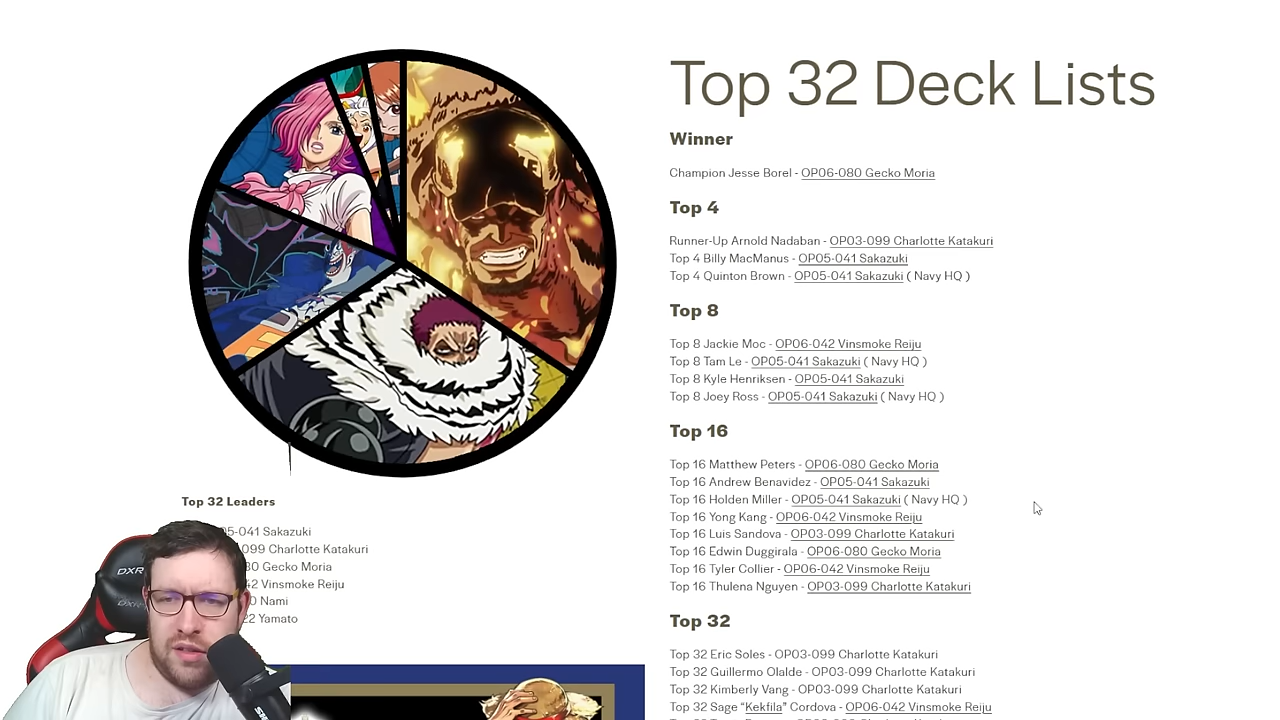 Top 32 Deck Lists
Winner
Champion Jesse Borel - OP06-080 Gecko Moria
Top 4
Runner-Up Arnold Nadaban - OP03-099 Charlotte Katakuri
Top 4 Billy MacManus - OP05-041 Sakazuki
Top 4 Quinton Brown - OP05-041 Sakazuki ( Navy HQ )
Top 8
Top 8 Jackie Moc - OP06-042 Vinsmoke Reiju
Top 8 Tam Le - OP05-041 Sakazuki ( Navy HQ )
Top 8 Kyle Henriksen - OP05-041 Sakazuki
Top 8 Joey Ross - OP05-041 Sakazuki ( Navy HQ )
Top 16
Top 16 Matthew Peters - OP06-080 Gecko Moria
Top 16 Andrew Benavidez - OP05-041 Sakazuki
Top 16 Holden Miller - OP05-041 Sakazuki ( Navy HQ )
Top 16 Yong Kang - OP06-042 Vinsmoke Reiju
Top 16 Luis Sandova - OP03-099 Charlotte Katakuri
Top 16 Edwin Duggirala - OP06-080 Gecko Moria
Top 16 Tyler Collier - OP06-042 Vinsmoke Reiju
Top 16 Thulena Nguyen - OP03-099 Charlotte Katakuri
Top 32
Top 32 Eric Soles - OP03-099 Charlotte Katakuri
Top 32 Guillermo Olalde - OP03-099 Charlotte Katakuri
Top 32 Kimberly Vang - OP03-099 Charlotte Katakuri
Top 32 Sage “Kekfila” Cordova - OP06-042 Vinsmoke Reiju
Top 32 Leaders
05-041 Sakazuki
099 Charlotte Katakuri
80 Gecko Moria
42 Vinsmoke Reiju
0 Nami
22 Yamato
DXR